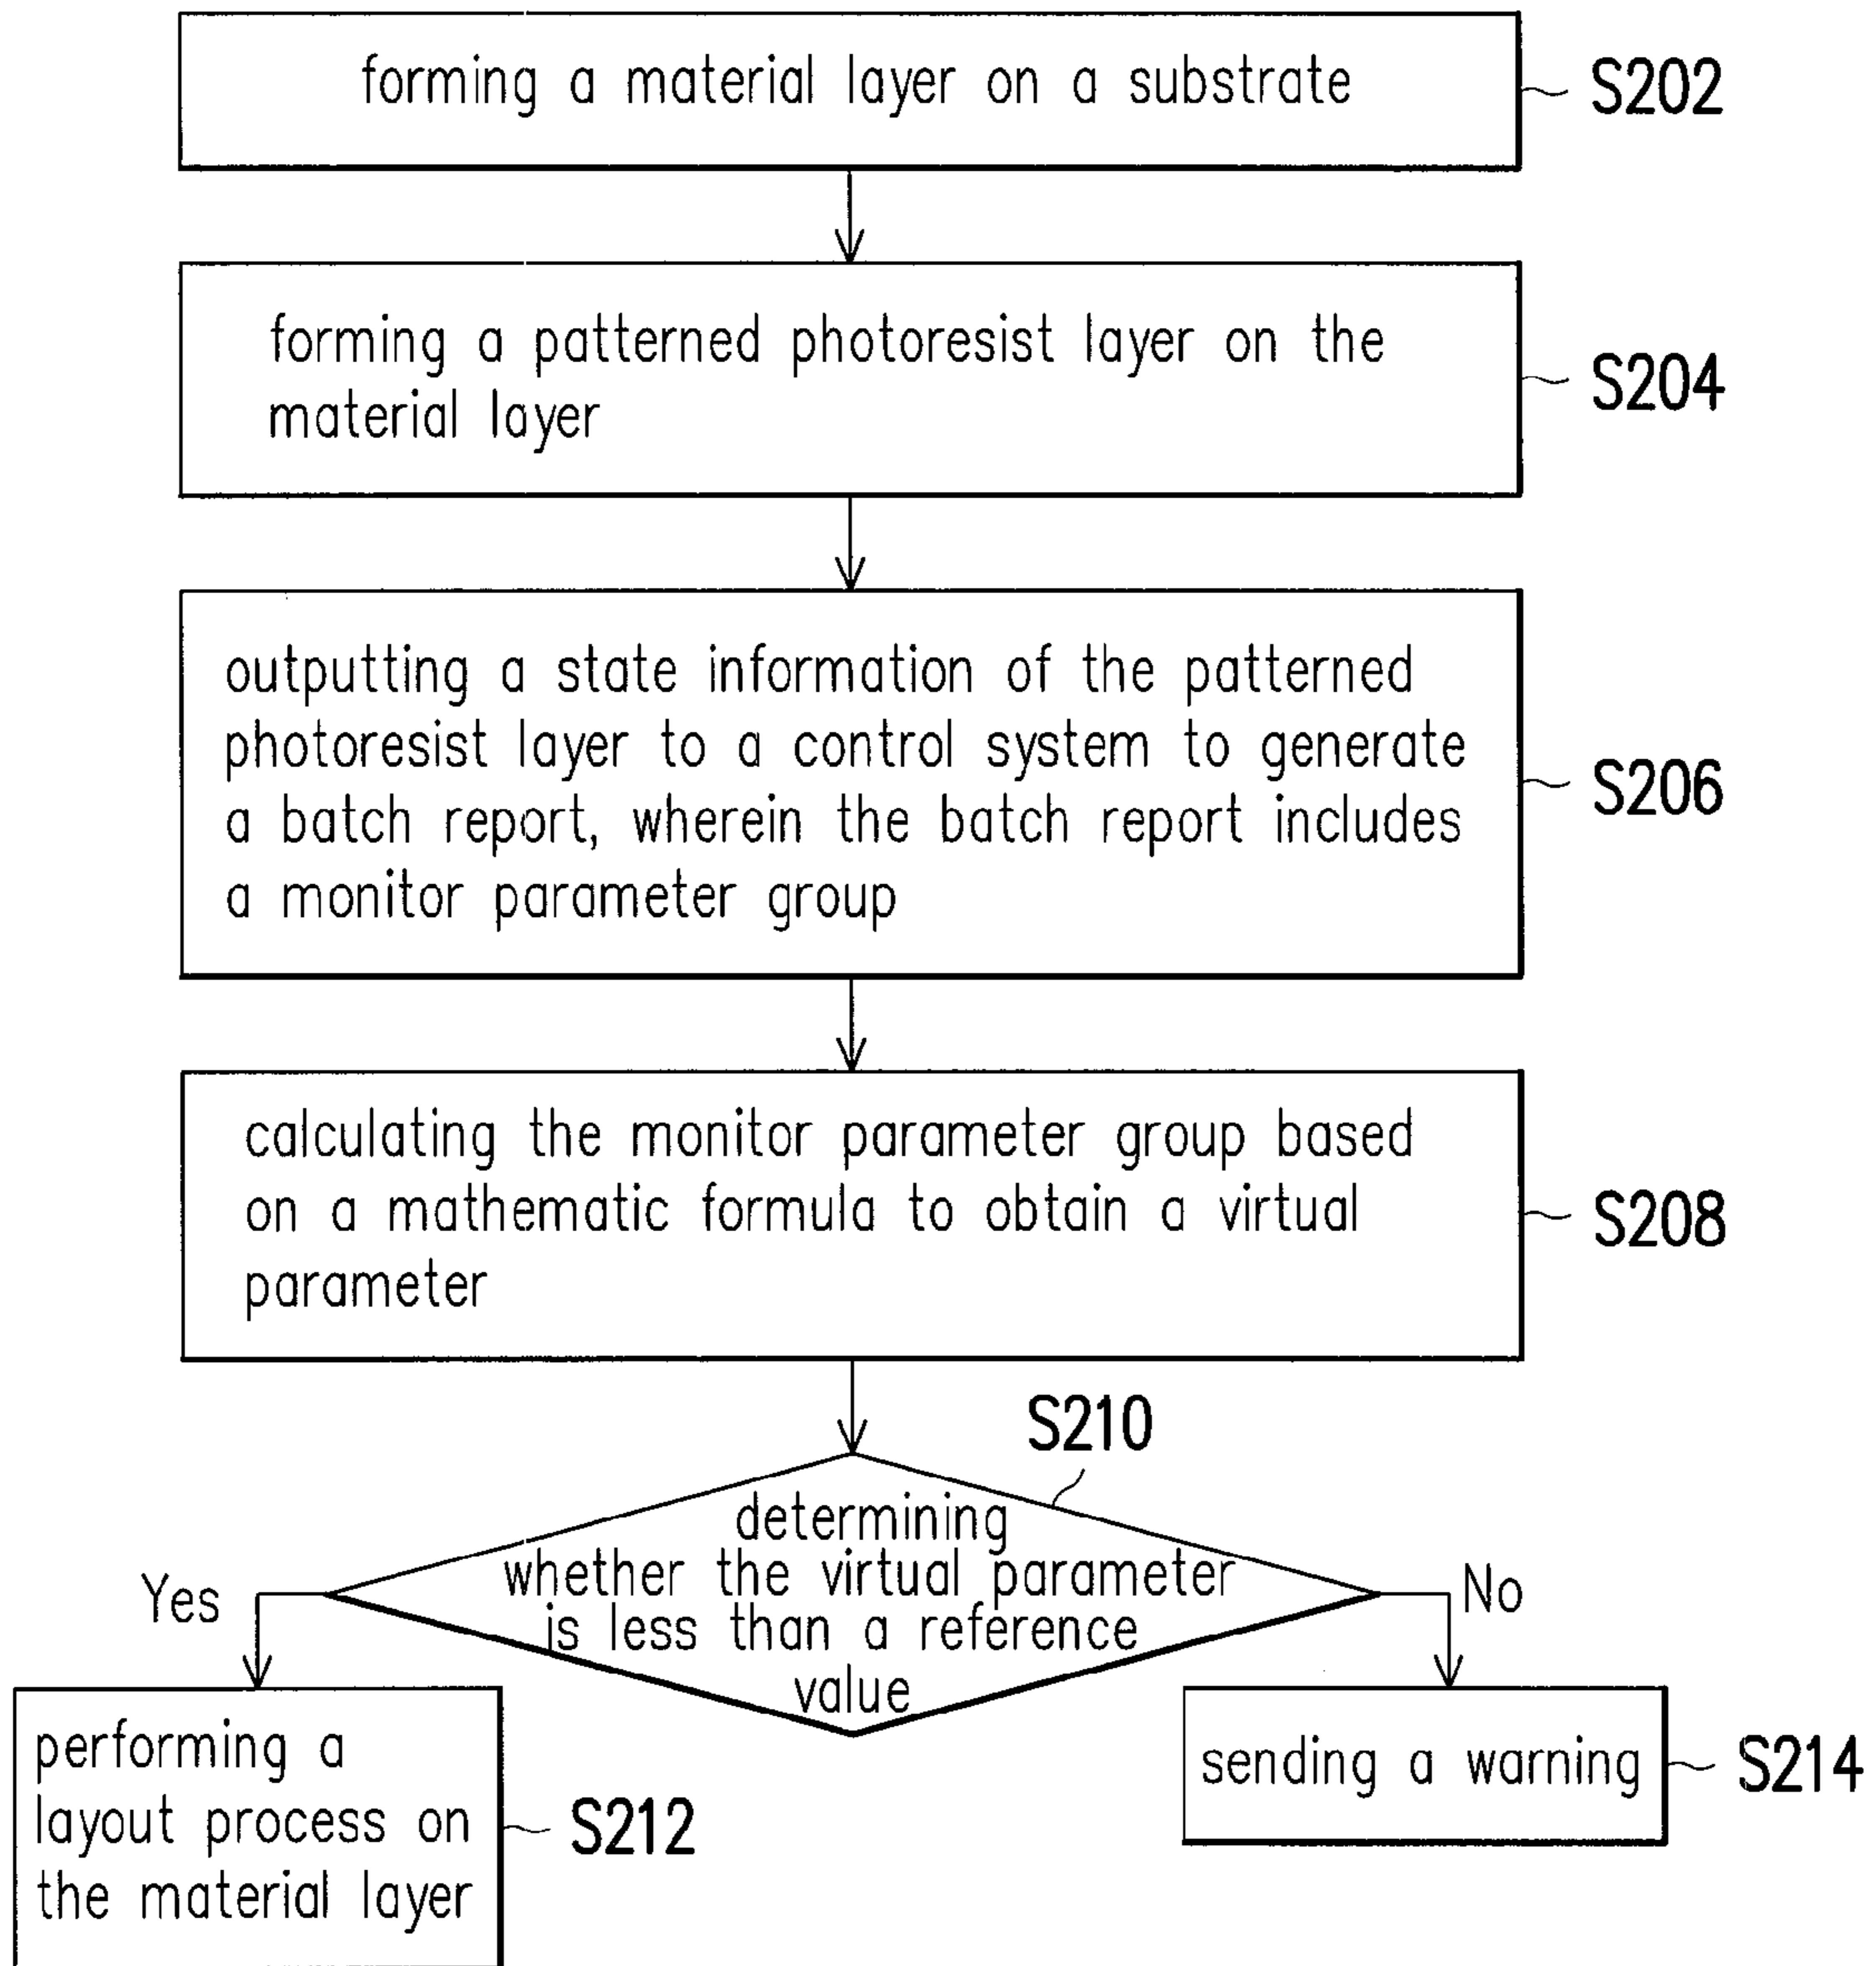 forming a material layer on a substrate
S202
forming a patterned photoresist layer on the
material layer
S204
outputting a state information of the patterned
photoresist layer to a control system to generate
a batch report, wherein the batch report includes
a monitor parameter group
S206
calculating the monitor parameter group based
on a mathematic formula to obtain a virtual
parameter
S208
S210
determining
whether the virtual parameter
is less than a reference
value
Yes
No
performing a
layout process on
the material layer
S212
sending a warning
S214